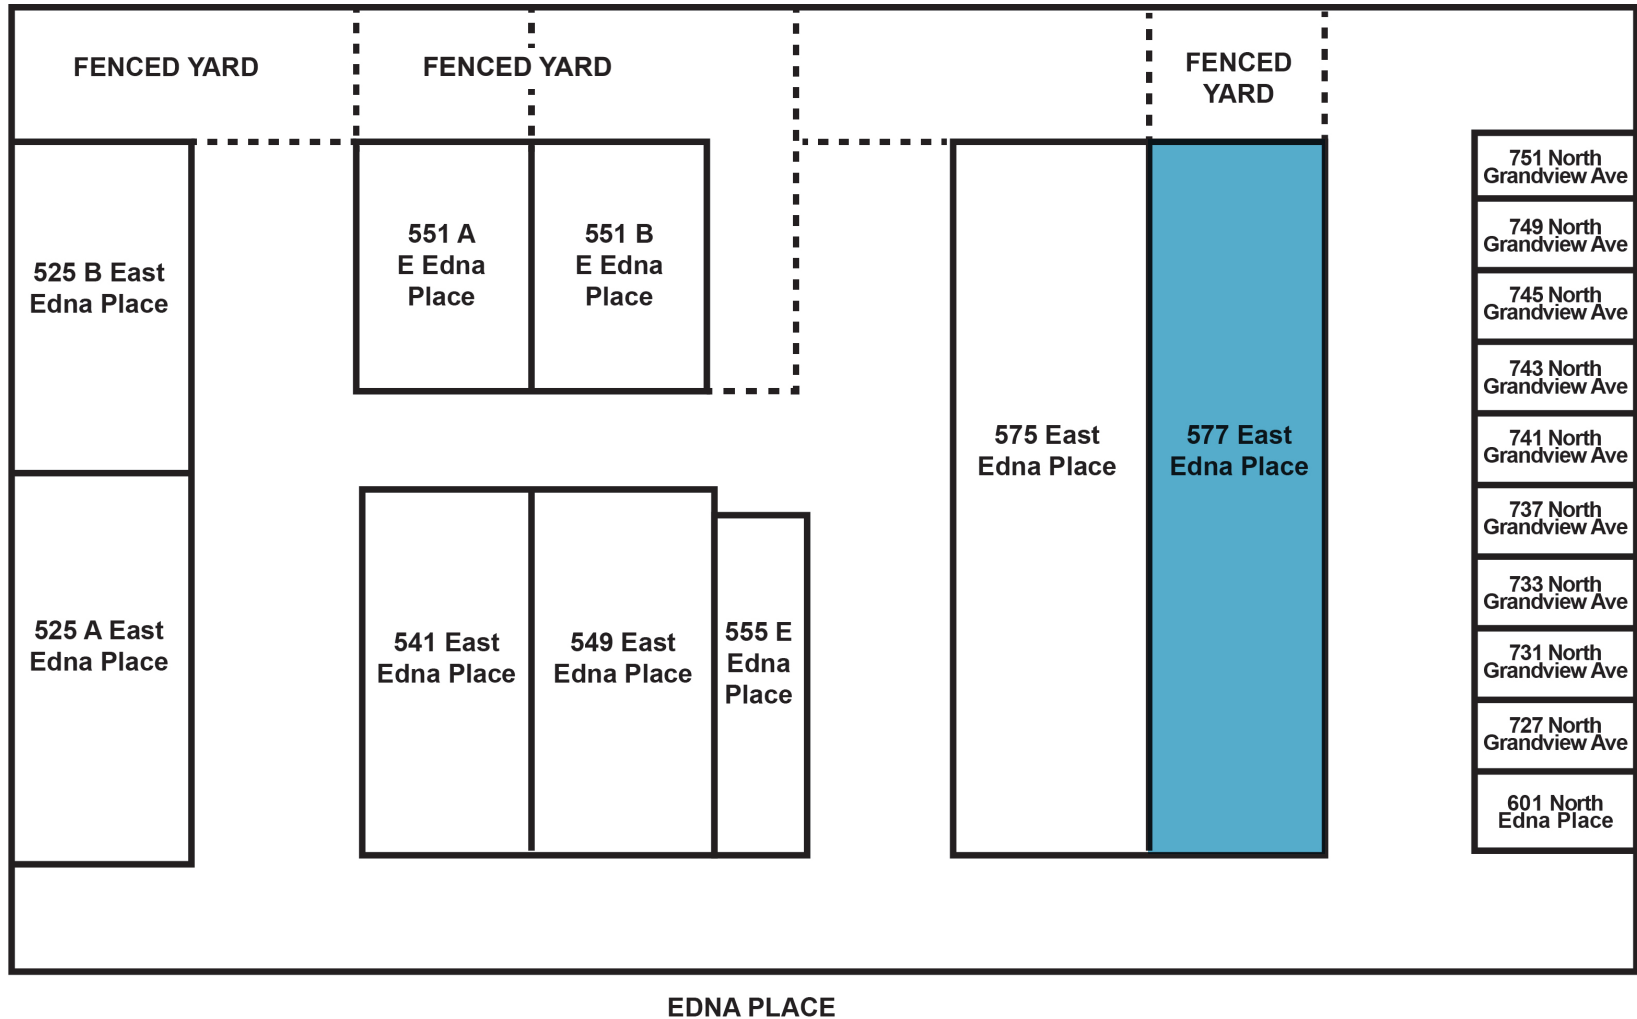 FENCED YARD
FENCED YARD
FENCED
YARD
525 B East
Edna Place
551 A
E Edna
Place
551 B
E Edna
Place
525 A East
Edna Place
541 East
Edna Place
549 East
Edna Place
555 E
Edna
Place
575 East
Edna Place
577 East
Edna Place
751 North
Grandview Ave
749 North
Grandview Ave
745 North
Grandview Ave
743 North
Grandview Ave
741 North
Grandview Ave
737 North
Grandview Ave
733 North
Grandview Ave
731 North
Grandview Ave
727 North
Grandview Ave
601 North
Edna Place
EDNA PLACE